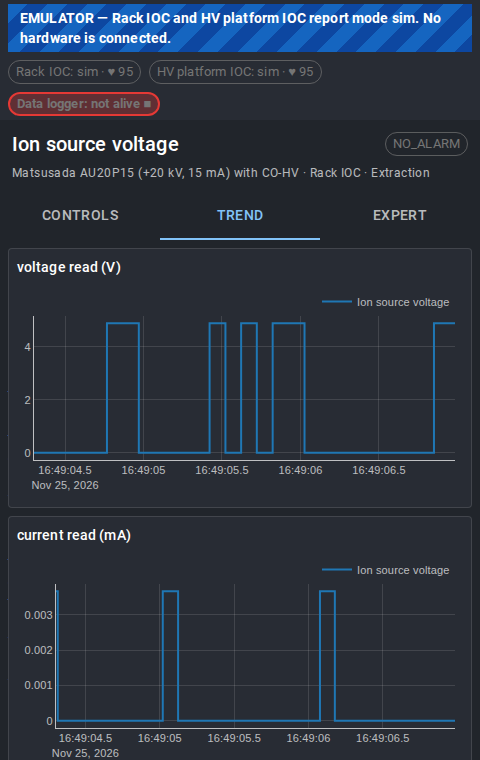 EMULATOR — Rack IOC and HV platform IOC report mode sim. No
hardware is connected.
Rack IOC: sim · ♥ 95
HV platform IOC: sim · ♥ 95
Data logger: not alive ■
Ion source voltage
NO_ALARM
Matsusada AU20P15 (+20 kV, 15 mA) with CO-HV · Rack IOC · Extraction
CONTROLS
TREND
EXPERT
voltage read (V)
Ion source voltage
4
2
0
16:49:04.5
16:49:05
16:49:05.5
16:49:06
16:49:06.5
Nov 25, 2026
current read (mA)
Ion source voltage
0.003
0.002
0.001
0
16:49:04.5
16:49:05
16:49:05.5
16:49:06
16:49:06.5
Nov 25, 2026